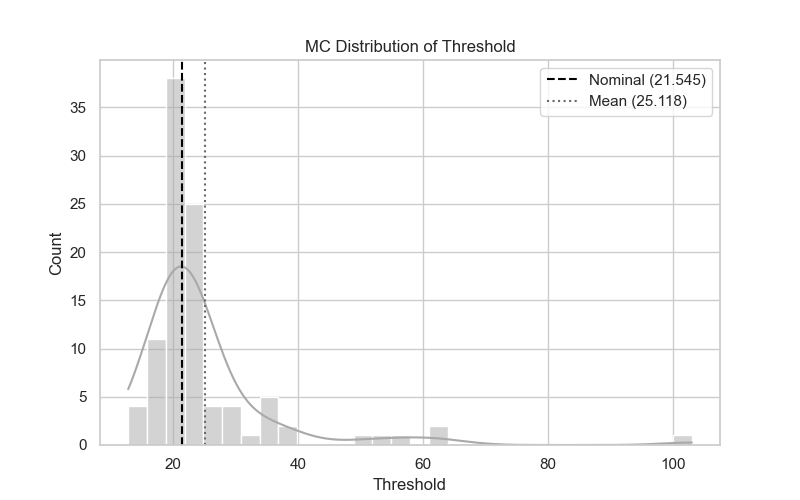 MC Distribution of Threshold
Nominal (21.545)
Mean (25.118)
Count
35
30
25
20
15
10
5
0
20
40
60
80
100
Threshold